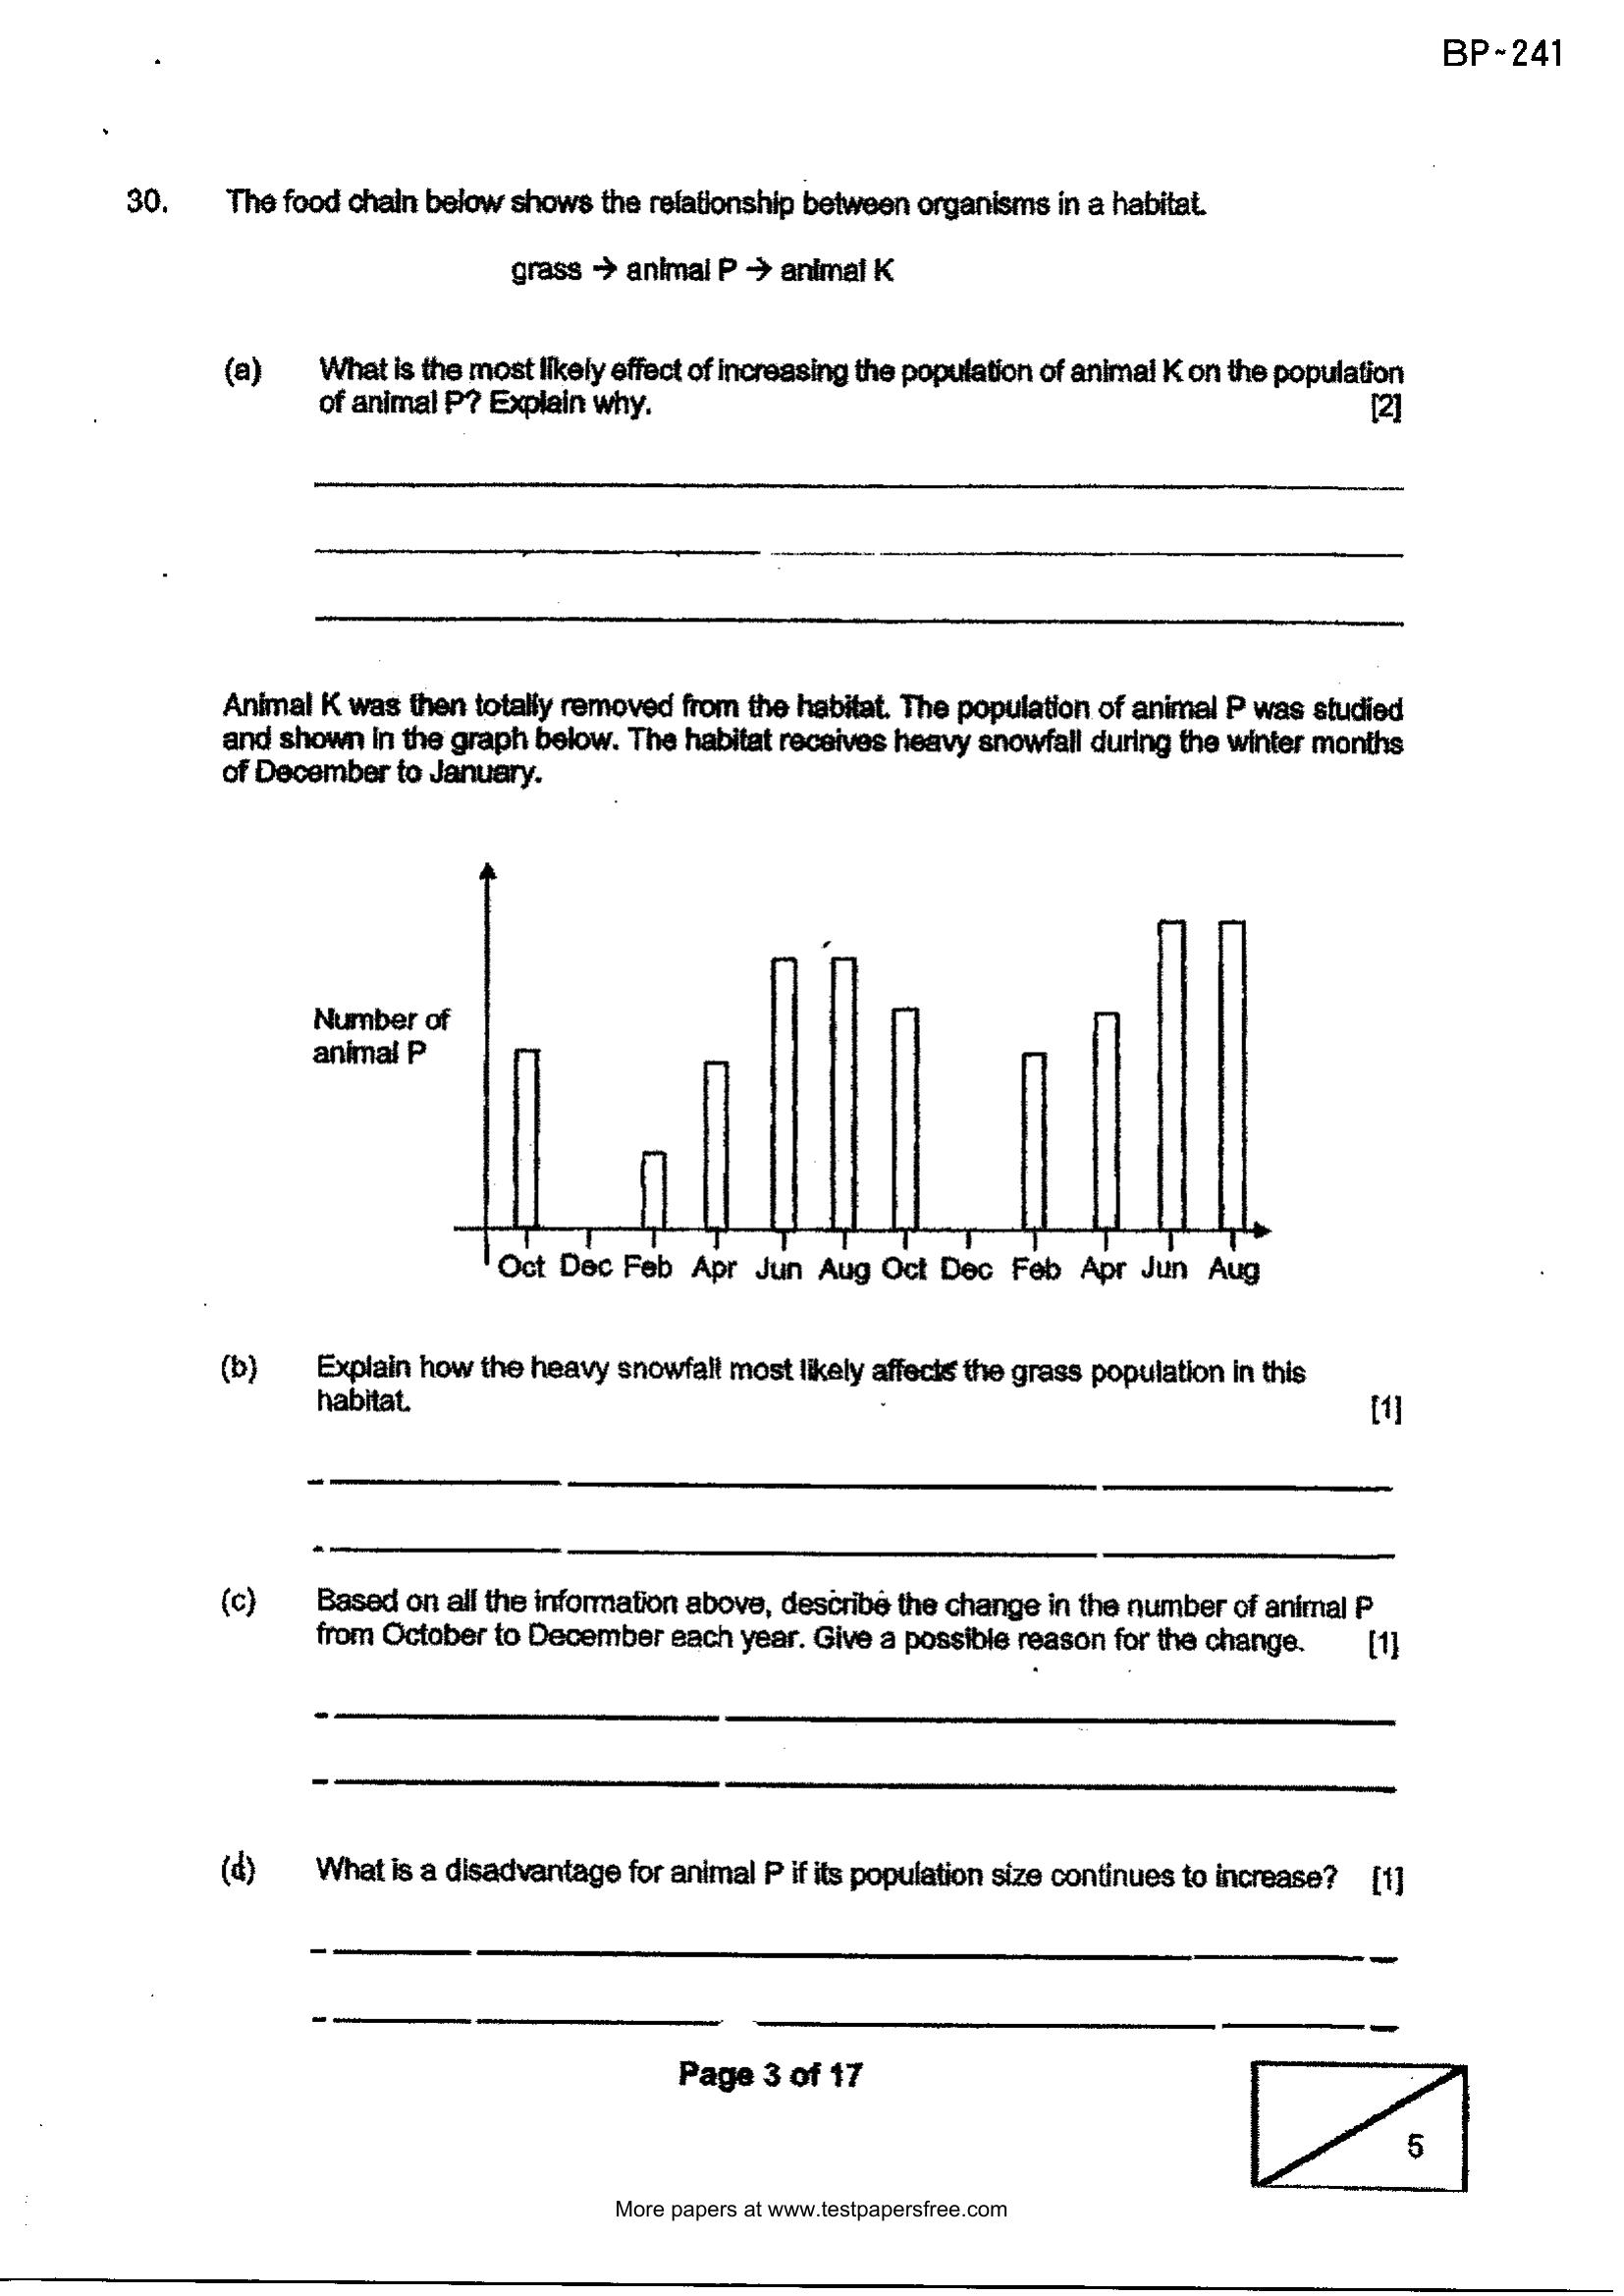 BP-241
30. The food chain below shows the relationship between organisms in a habitat.
grass → animal P → animal K
(a) What is the most likely effect of increasing the population of animal K on the population
of animal P? Explain why. [2]
Animal K was then totally removed from the habitat. The population of animal P was studied
and shown in the graph below. The habitat receives heavy snowfall during the winter months
of December to January.
Number of
animal P
Oct Dec Feb Apr Jun Aug Oct Dec Feb Apr Jun Aug
(b) Explain how the heavy snowfall most likely affects the grass population in this
habitat. [1]
(c) Based on all the information above, describe the change in the number of animal P
from October to December each year. Give a possible reason for the change. [1]
(d) What is a disadvantage for animal P if its population size continues to increase? [1]
Page 3 of 17
5
More papers at www.testpapersfree.com